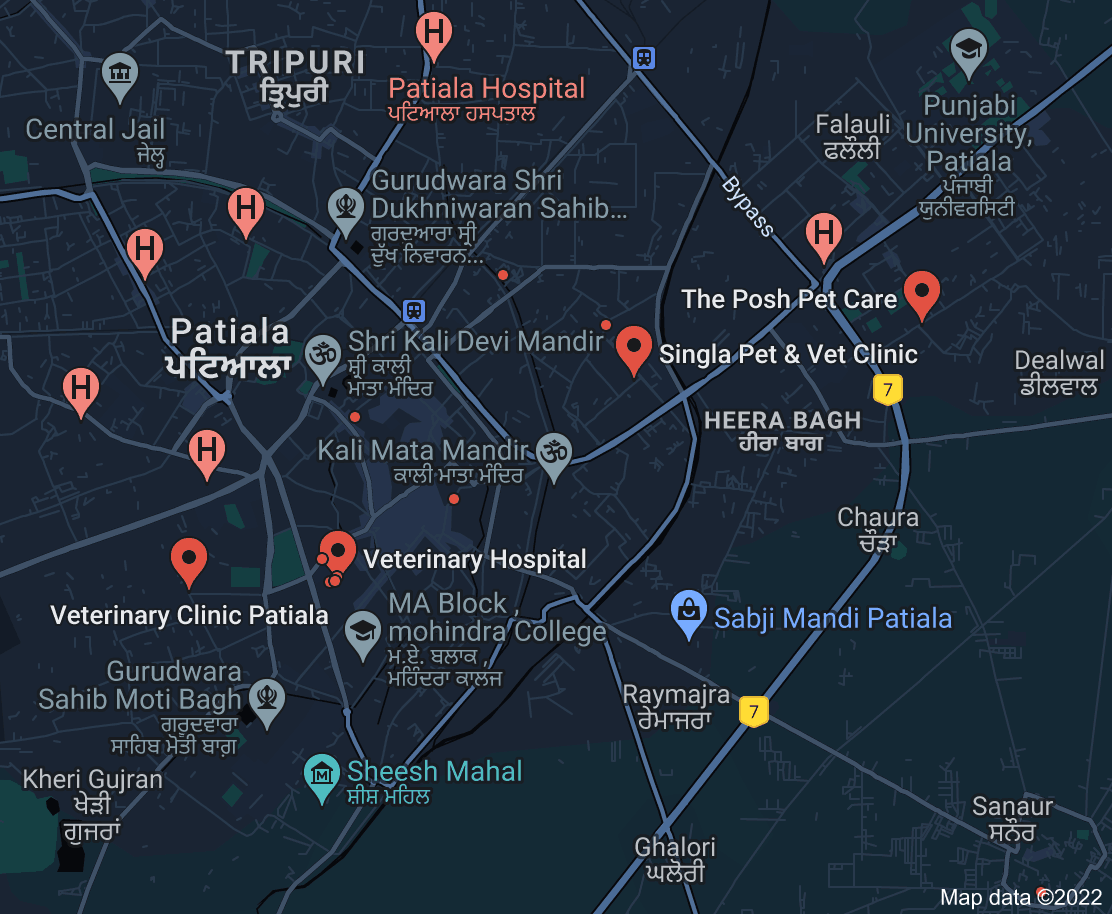 H
TRIPURI
ਤ੍ਰਿਪੁਰੀ
Patiala Hospital
ਪਟਿਆਲਾ ਹਸਪਤਾਲ
Central Jail
ਜੇਲ੍ਹ
Punjabi
University,
Patiala
ਪੰਜਾਬੀ
ਯੂਨੀਵਰਸਿਟੀ
Falauli
ਫਲੌਲੀ
Gurudwara Shri
Dukhniwaran Sahib...
ਗੁਰਦੁਆਰਾ ਸ੍ਰੀ
ਦੁੱਖ ਨਿਵਾਰਨ...
Bypass
H
H
H
The Posh Pet Care
Patiala
ਪਟਿਆਲਾ
Shri Kali Devi Mandir
ਸ਼੍ਰੀ ਕਾਲੀ
ਮਾਤਾ ਮੰਦਿਰ
Singla Pet & Vet Clinic
Dealwal
ਡੀਲਵਾਲ
7
H
HEERA BAGH
ਹੀਰਾ ਬਾਗ
H
Kali Mata Mandir
ਕਾਲੀ ਮਾਤਾ ਮੰਦਿਰ
Chaura
ਚੌੜਾ
Veterinary Hospital
Veterinary Clinic Patiala
MA Block ,
mohindra College
ਮ.ਏ. ਬਲਾਕ ,
ਮਹਿੰਦਰਾ ਕਾਲਜ
Sabji Mandi Patiala
Gurudwara
Sahib Moti Bagh
ਗੁਰੂਦਵਾਰਾ
ਸਾਹਿਬ ਮੋਤੀ ਬਾਗ਼
Raymajra
ਰੇਮਾਜਰਾ
7
Kheri Gujran
ਖੇੜੀ
ਗੁਜਰਾਂ
Sheesh Mahal
ਸ਼ੀਸ਼ ਮਹਿਲ
Sanaur
ਸਨੌਰ
Ghalori
ਘਲੋਰੀ
Map data ©2022